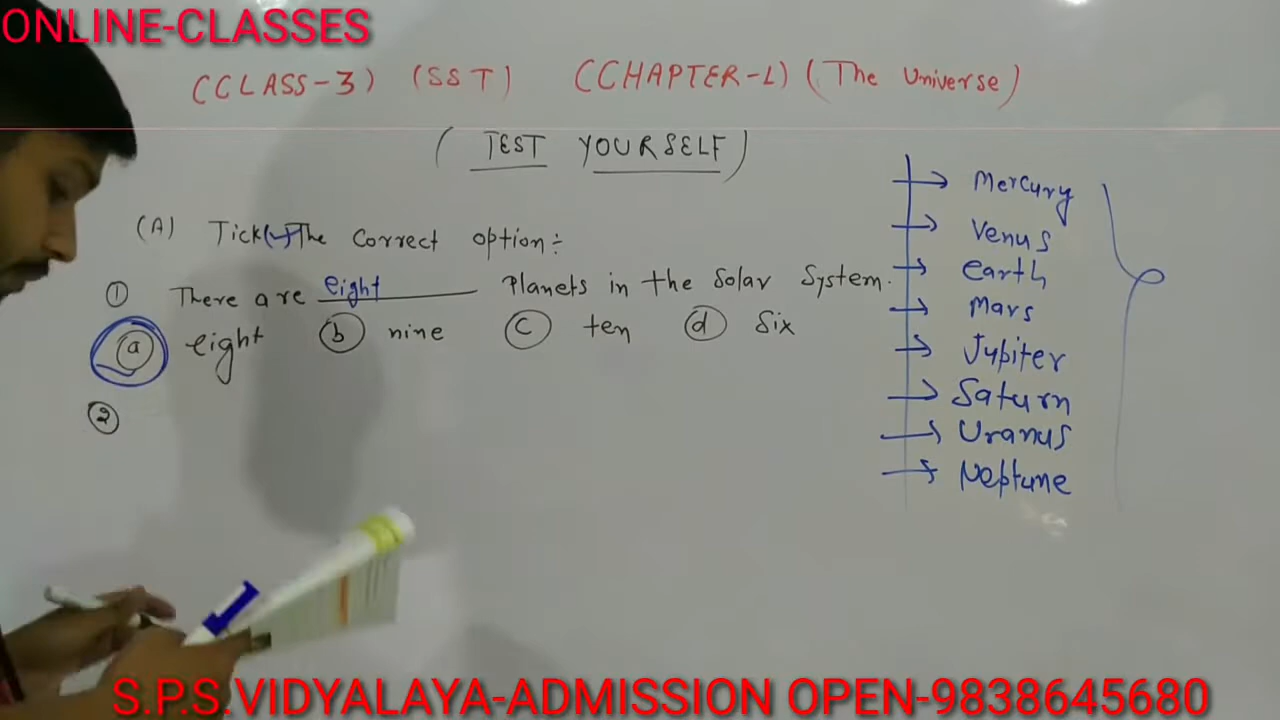 ONLINE-CLASSES
(CLASS-3) (SST) (CHAPTER-1) (The Universe)
(TEST YOURSELF)
(A) Tick(✓) The correct option:-
① There are eight Planets in the Solar System.
ⓐ eight ⓑ nine ⓒ ten ⓓ Six
②
Mercury
Venus
earth
Mars
Jupiter
Saturn
Uranus
Neptune
S.P.S.VIDYALAYA-ADMISSION OPEN-9838645680